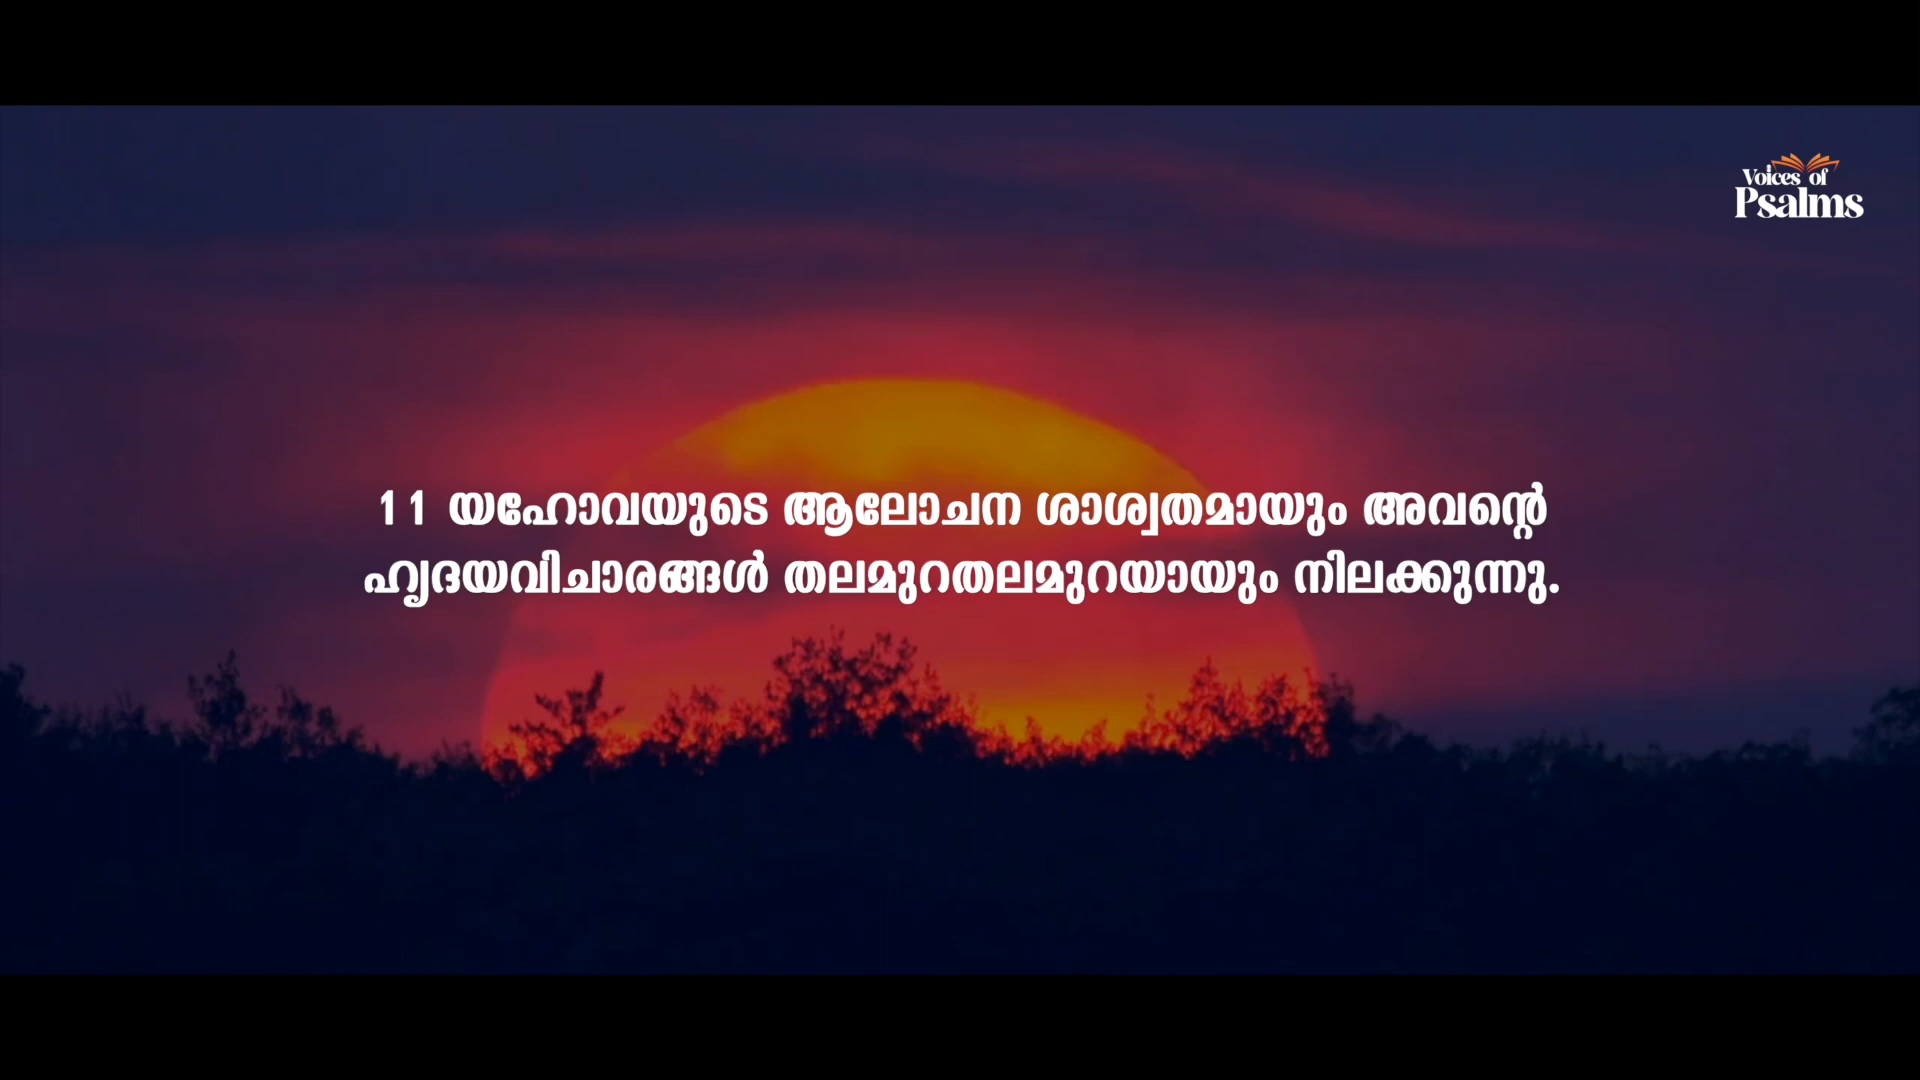 Voices of
Psalms
11 യഹോവയുടെ ആലോചന ശാശ്വതമായും അവന്റെ
ഹൃദയവിചാരങ്ങൾ തലമുറതലമുറയായും നിലക്കുന്നു.